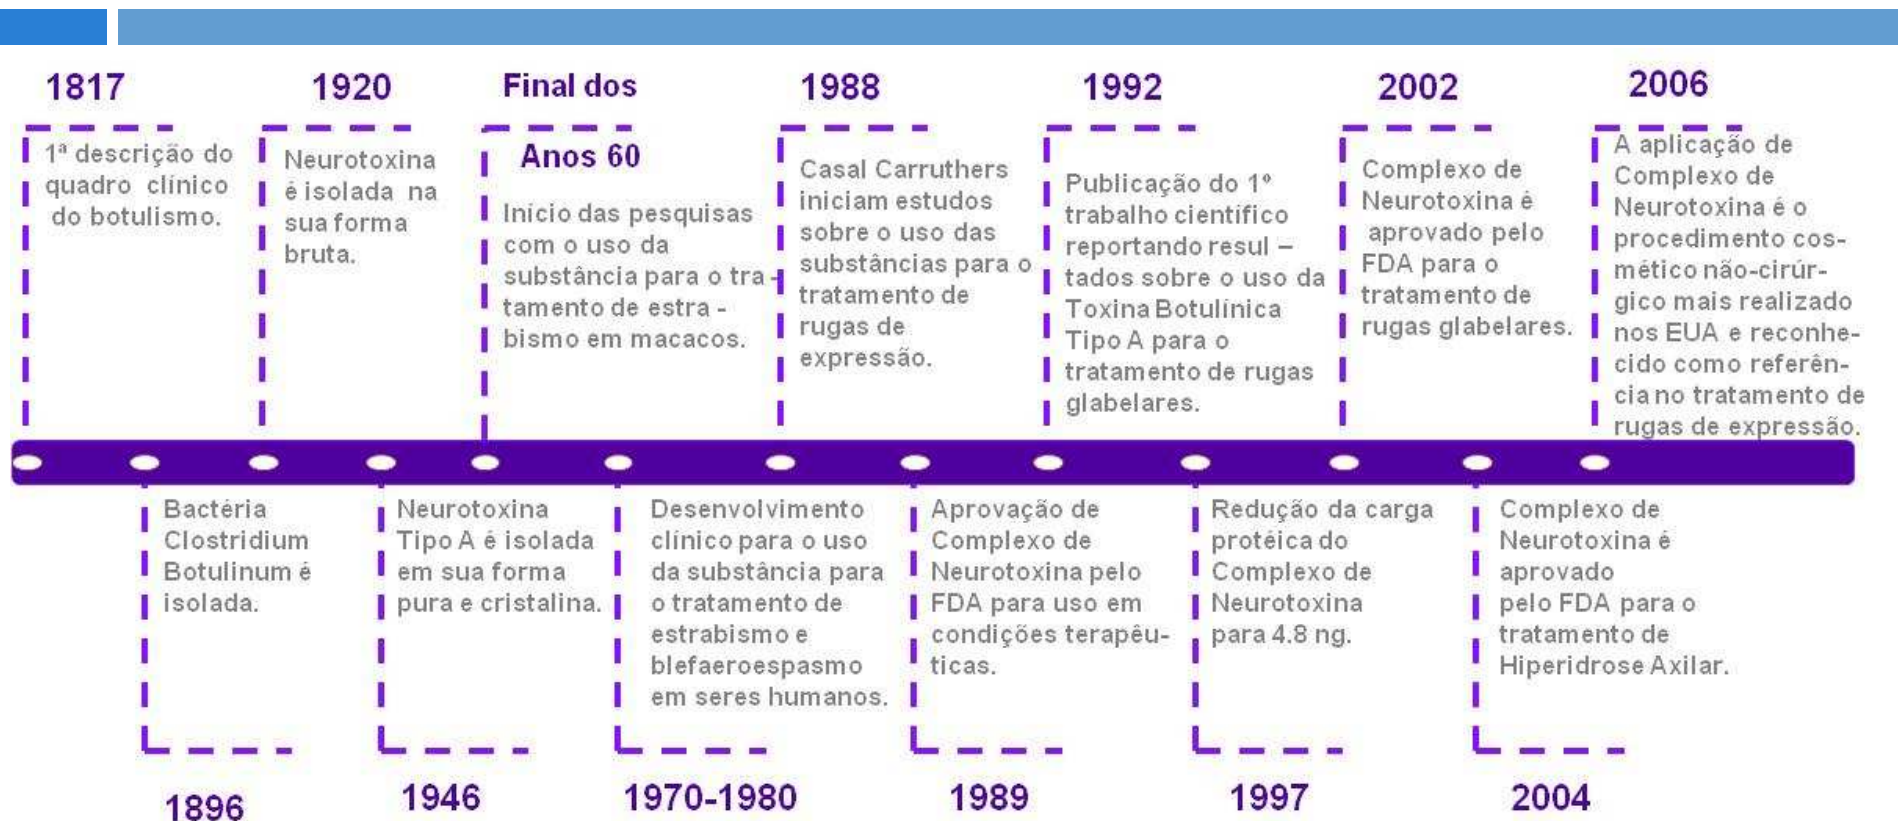 1817
1ª descrição do
quadro clínico
do botulismo.
1920
Neurotoxina
é isolada na
sua forma
bruta.
Final dos
Anos 60
Início das pesquisas
com o uso da
substância para o tra -
tamento de estra -
bismo em macacos.
1988
Casal Carruthers
iniciam estudos
sobre o uso das
substâncias para o
tratamento de
rugas de
expressão.
1992
Publicação do 1º
trabalho científico
reportando resul –
tados sobre o uso da
Toxina Botulínica
Tipo A para o
tratamento de rugas
glabelares.
2002
Complexo de
Neurotoxina é
aprovado pelo
FDA para o
tratamento de
rugas glabelares.
2006
A aplicação de
Complexo de
Neurotoxina é o
procedimento cos-
mético não-cirúr-
gico mais realizado
nos EUA e reconhe-
cido como referên-
cia no tratamento de
rugas de expressão.
Bactéria
Clostridium
Botulinum é
isolada.
1896
Neurotoxina
Tipo A é isolada
em sua forma
pura e cristalina.
1946
Desenvolvimento
clínico para o uso
da substância para
o tratamento de
estrabismo e
blefaeroespasmo
em seres humanos.
1970-1980
Aprovação de
Complexo de
Neurotoxina pelo
FDA para uso em
condições terapêu-
ticas.
1989
Redução da carga
protéica do
Complexo de
Neurotoxina
para 4.8 ng.
1997
Complexo de
Neurotoxina é
aprovado
pelo FDA para o
tratamento de
Hiperidrose Axilar.
2004